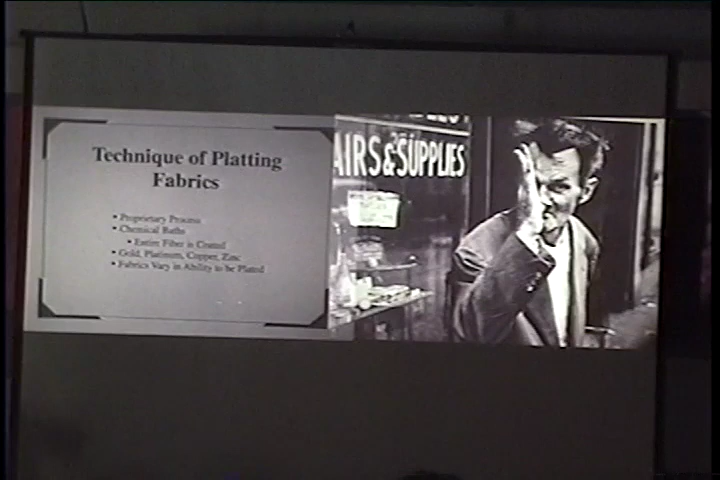 Technique of Platting
Fabrics
• Proprietary Process
• Chemical Baths
• Entire Fiber is Coated
• Gold, Platinum, Copper, Zinc
• Fabrics Vary in Ability to be Plated
AIRS & SUPPLIES